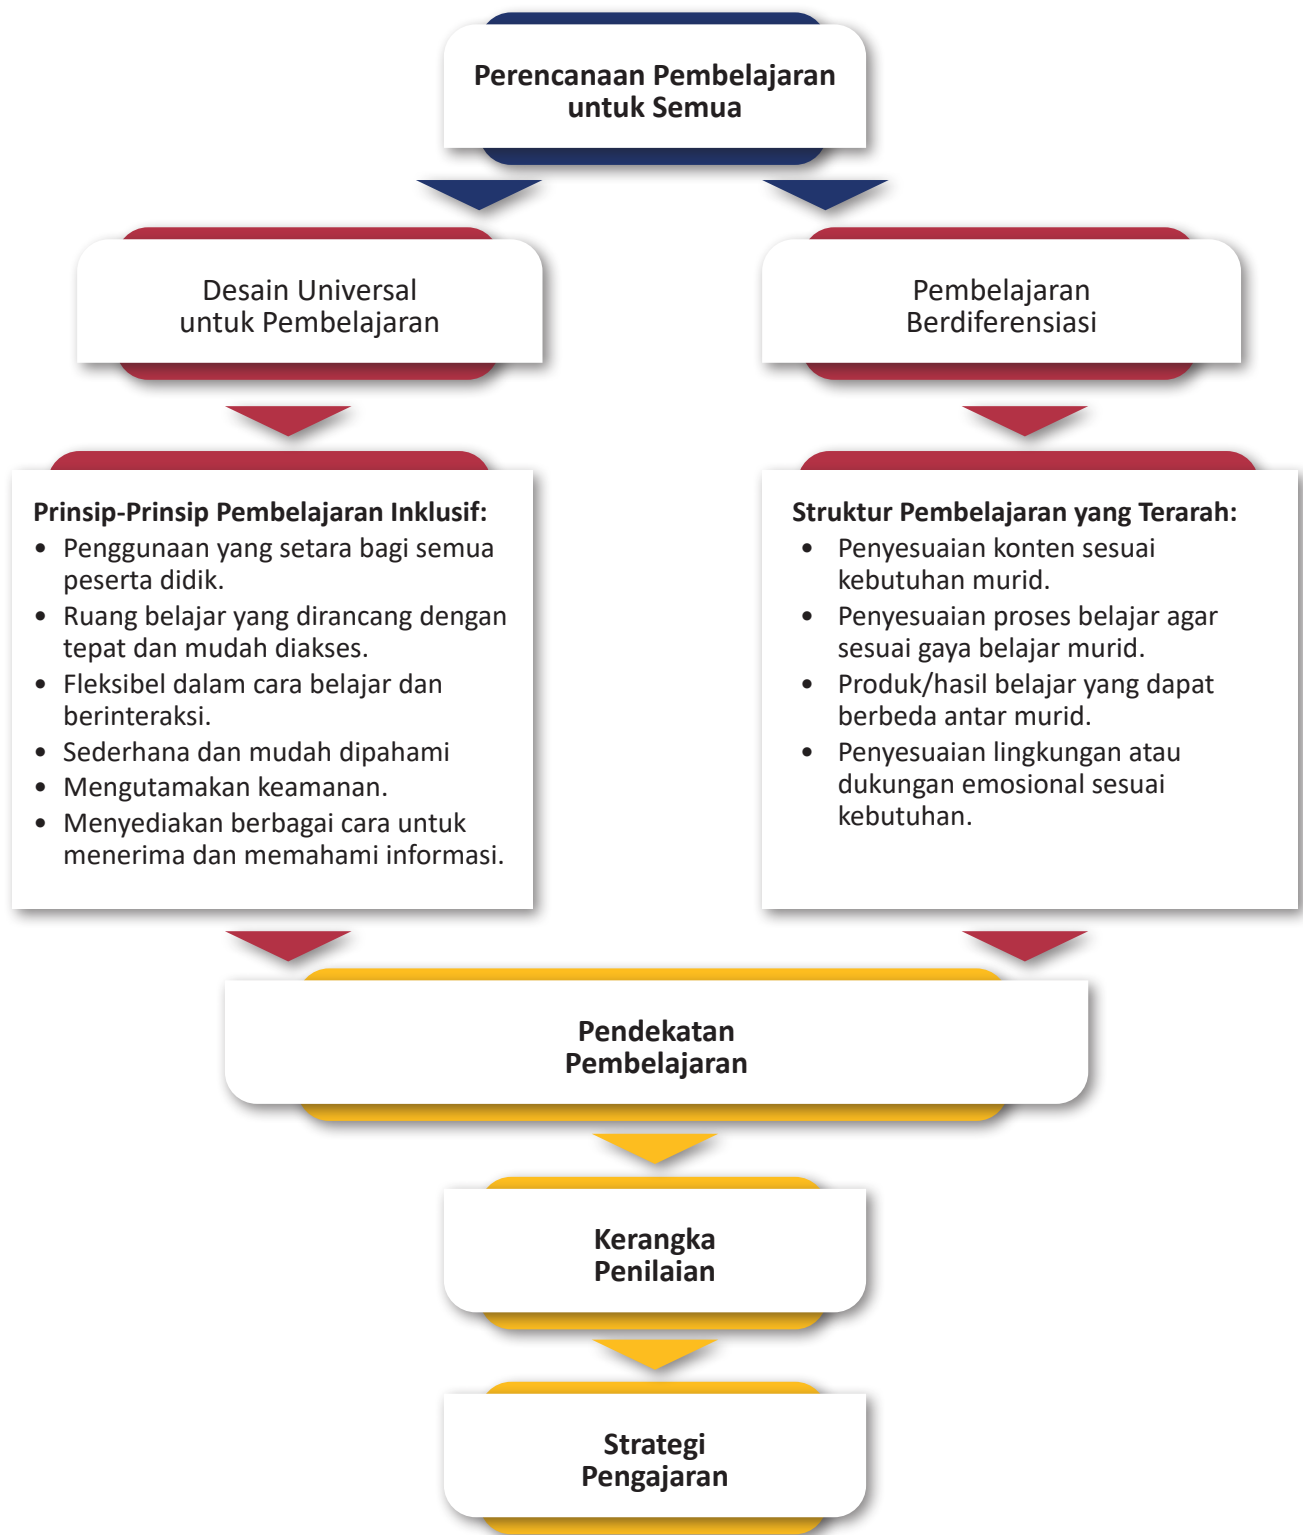 Perencanaan Pembelajaran
untuk Semua
Desain Universal
untuk Pembelajaran
Pembelajaran
Berdiferensiasi
Prinsip-Prinsip Pembelajaran Inklusif:
• Penggunaan yang setara bagi semua
peserta didik.
• Ruang belajar yang dirancang dengan
tepat dan mudah diakses.
• Fleksibel dalam cara belajar dan
berinteraksi.
• Sederhana dan mudah dipahami
• Mengutamakan keamanan.
• Menyediakan berbagai cara untuk
menerima dan memahami informasi.
Struktur Pembelajaran yang Terarah:
• Penyesuaian konten sesuai
kebutuhan murid.
• Penyesuaian proses belajar agar
sesuai gaya belajar murid.
• Produk/hasil belajar yang dapat
berbeda antar murid.
• Penyesuaian lingkungan atau
dukungan emosional sesuai
kebutuhan.
Pendekatan
Pembelajaran
Kerangka
Penilaian
Strategi
Pengajaran